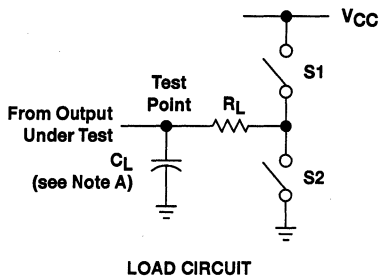 VCC
S1
Test
Point
RL
From Output
Under Test
CL
(see Note A)
S2
LOAD CIRCUIT